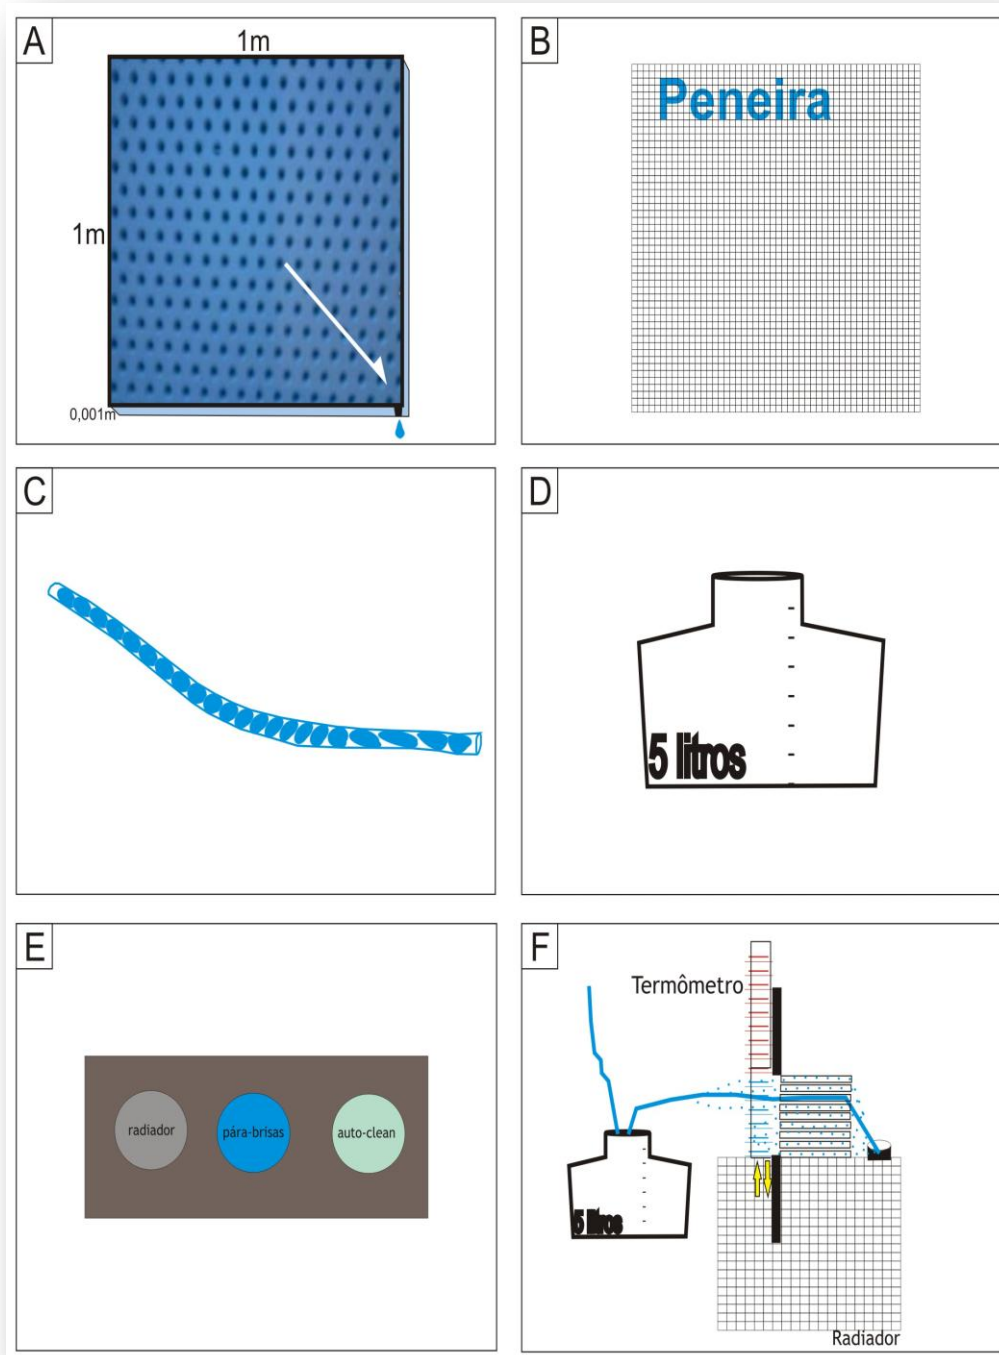 A
1m
1m
0,001m
B
Peneira
C
D
5 litros
E
radiador
pára-brisas
auto-clean
F
Termômetro
5 litros
Radiador